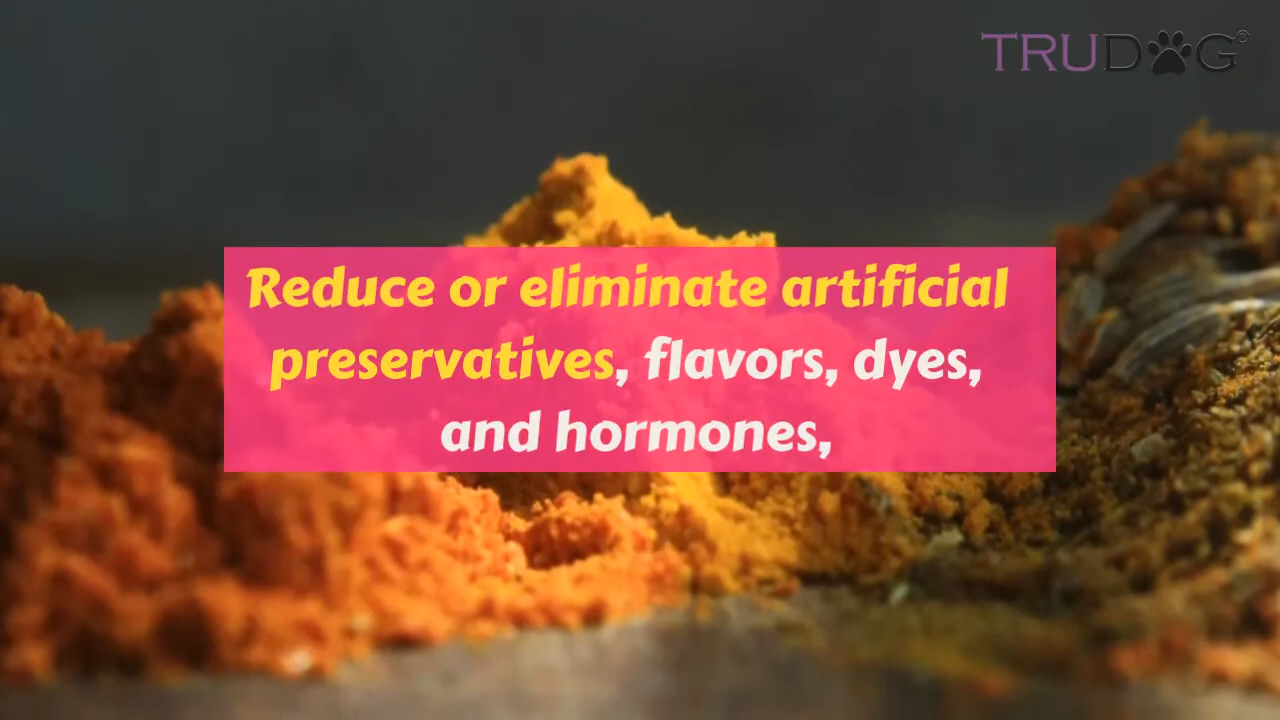 TRUDOG®
Reduce or eliminate artificial
preservatives, flavors, dyes,
and hormones,